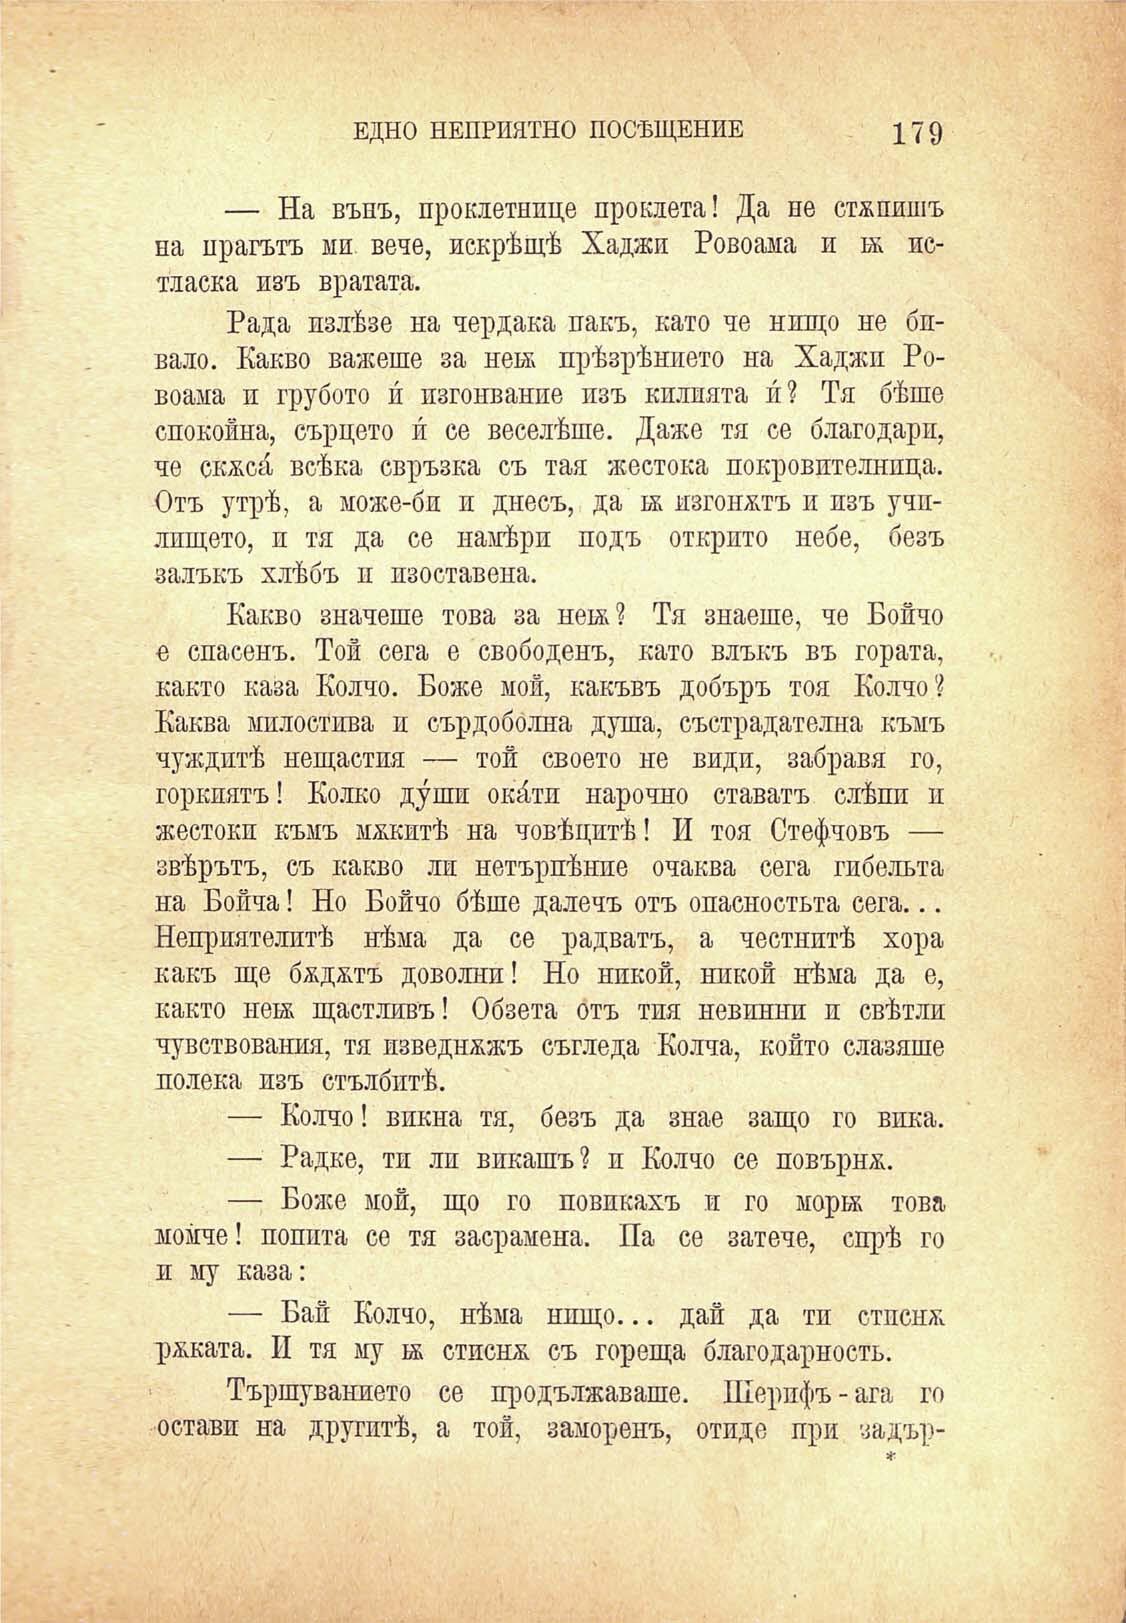 ЕДНО НЕПРИЯТНО ПОСѢЩЕНИЕ 179
— На вънъ, проклетнице проклета! Да не стѫпишъ
на прагътъ ми вече, искрѣщѣ Хаджи Ровоама и ѭ ис-
тласка изъ вратата.
Рада излѣзе на чердака пакъ, като че нищо не би-
вало. Какво важеше за неѭ прѣзрѣнието на Хаджи Ро-
воама и грубото ѝ изгонвание изъ килията ѝ? Тя бѣше
спокойна, сърцето ѝ се веселѣше. Даже тя се благодари,
че скѫса́ всѣка свръзка съ тая жестока покровителница.
Отъ утрѣ, а може-би и днесъ, да ѭ изгонѫтъ и изъ учи-
лището, и тя да се намѣри подъ открито небе, безъ
залъкъ хлѣбъ и изоставена.
Какво значеше това за неѭ? Тя знаеше, че Бойчо
е спасенъ. Той сега е свободенъ, като влъкъ въ гората,
както каза Колчо. Боже мой, какъвъ добъръ тоя Колчо?
Каква милостива и сърдоболна душа, състрадателна къмъ
чуждитѣ нещастия — той своето не види, забравя го,
горкиятъ! Колко ду́ши ока́ти нарочно ставатъ слѣпи и
жестоки къмъ мѫкитѣ на човѣцитѣ! И тоя Стефчовъ —
звѣрътъ, съ какво ли нетърпѣние очаква сега гибельта
на Бойча! Но Бойчо бѣше далечъ отъ опасностьта сега...
Неприятелитѣ нѣма да се радватъ, а честнитѣ хора
какъ ще бѫдѫтъ доволни! Но никой, никой нѣма да е,
както неѭ щастливъ! Обзета отъ тия невинни и свѣтли
чувствования, тя изведнѫжъ съгледа Колча, който слазяше
полека изъ стълбитѣ.
— Колчо! викна тя, безъ да знае защо го вика.
— Радке, ти ли викашъ? и Колчо се повърнѫ.
— Боже мой, що го повикахъ и го морѭ това
момче! попита се тя засрамена. Па се затече, спрѣ го
и му каза:
— Бай Колчо, нѣма нищо... дай да ти стиснѫ
рѫката. И тя му ѭ стиснѫ съ гореща благодарность.
Тършуванието се продължаваше. Шерифъ-ага го
остави на другитѣ, а той, заморенъ, отиде при задър-
*